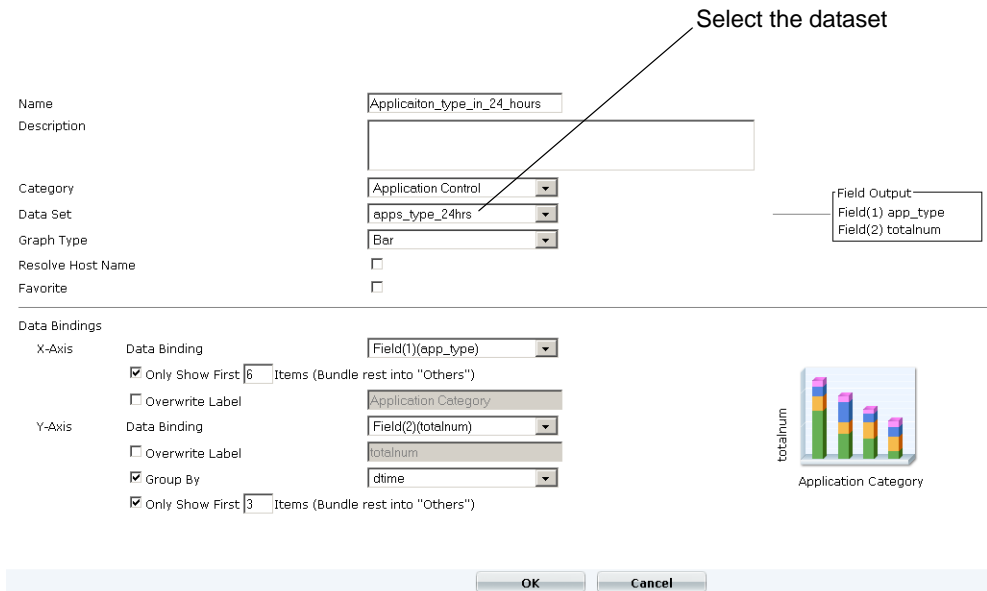 Select the dataset
Name Applicaiton_type_in_24_hours
Description
Category Application Control
Data Set apps_type_24hrs
Graph Type Bar
Resolve Host Name
Favorite
Field Output
Field(1) app_type
Field(2) totalnum
Data Bindings
X-Axis Data Binding Field(1)(app_type)
Only Show First 6 Items (Bundle rest into "Others")
Overwrite Label Application Category
Y-Axis Data Binding Field(2)(totalnum)
Overwrite Label totalnum
Group By dtime
Only Show First 3 Items (Bundle rest into "Others")
totalnum
Application Category
OK Cancel